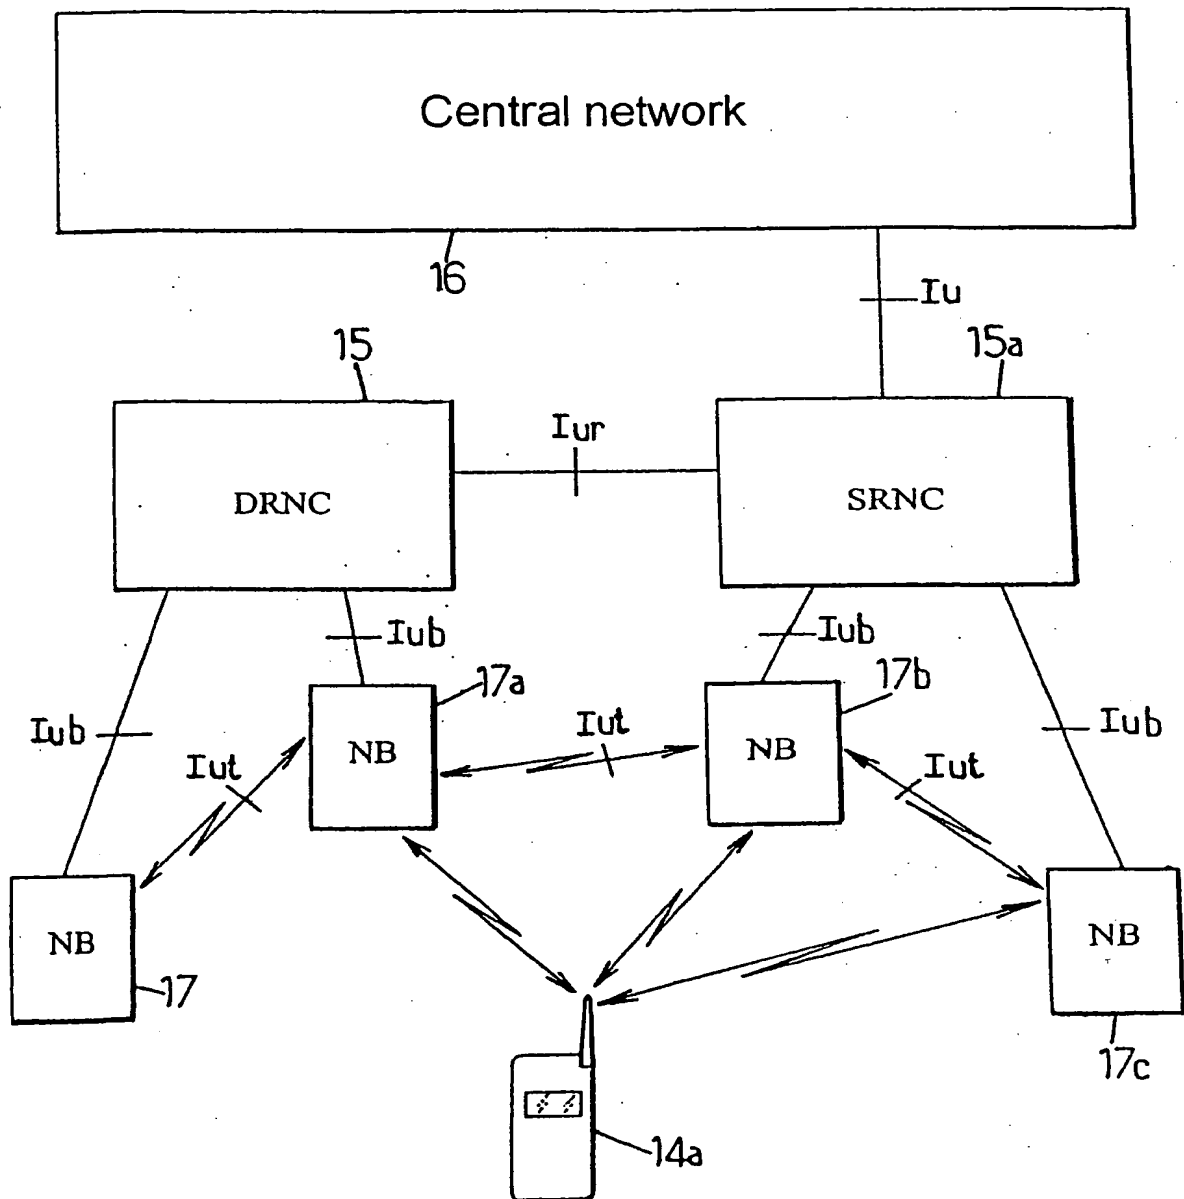 Central network
16
Iu
15
15a
Iur
DRNC
SRNC
Iub
Iub
17a
17b
Iub
Iut
Iut
Iut
Iub
NB
NB
NB
NB
17
17c
14a